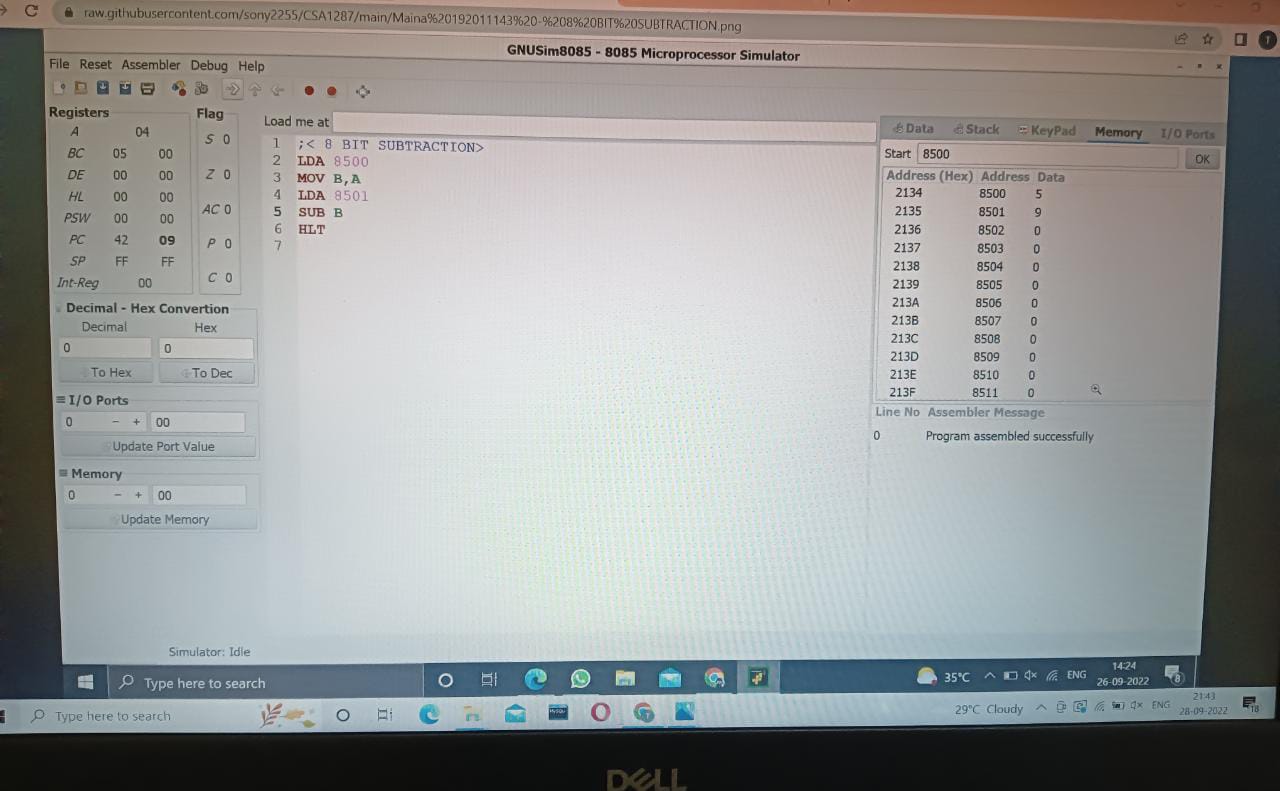 raw.githubusercontent.com/sony2255/CSA1287/main/Maina%20192011143%20-%208%20BIT%20SUBTRACTION.png
GNUSim8085 - 8085 Microprocessor Simulator
File Reset Assembler Debug Help
Registers
A 04
BC 05 00
DE 00 00
HL 00 00
PSW 00 00
PC 42 09
SP FF FF
Int-Reg 00
Flag
S 0
Z 0
AC 0
P 0
C 0
Decimal - Hex Convertion
Decimal Hex
0 0
To Hex To Dec
I/O Ports
0 - + 00
Update Port Value
Memory
0 - + 00
Update Memory
Simulator: Idle
Load me at
1 ;< 8 BIT SUBTRACTION>
2 LDA 8500
3 MOV B,A
4 LDA 8501
5 SUB B
6 HLT
7
Data Stack KeyPad Memory I/O Ports
Start 8500 OK
Address (Hex) Address Data
2134 8500 5
2135 8501 9
2136 8502 0
2137 8503 0
2138 8504 0
2139 8505 0
213A 8506 0
213B 8507 0
213C 8508 0
213D 8509 0
213E 8510 0
213F 8511 0
Line No Assembler Message
0 Program assembled successfully
Type here to search
35°C ENG
14:24
26-09-2022
8
Type here to search
MySQL
29°C Cloudy ENG
21:43
28-09-2022
18
DELL